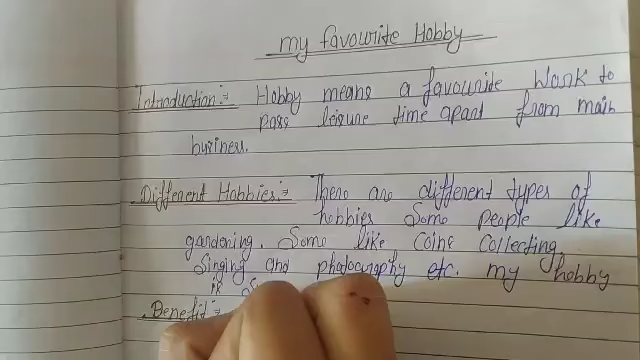 my favourite Hobby
Introduction:- Hobby means a favourite Work to
pass leisure time apart from main
business.
Different Hobbies:- There are different types of
hobbies Some people like
gardening. Some like Coins Collecting
Singing and photography etc. my hobby
is
Benefit:-